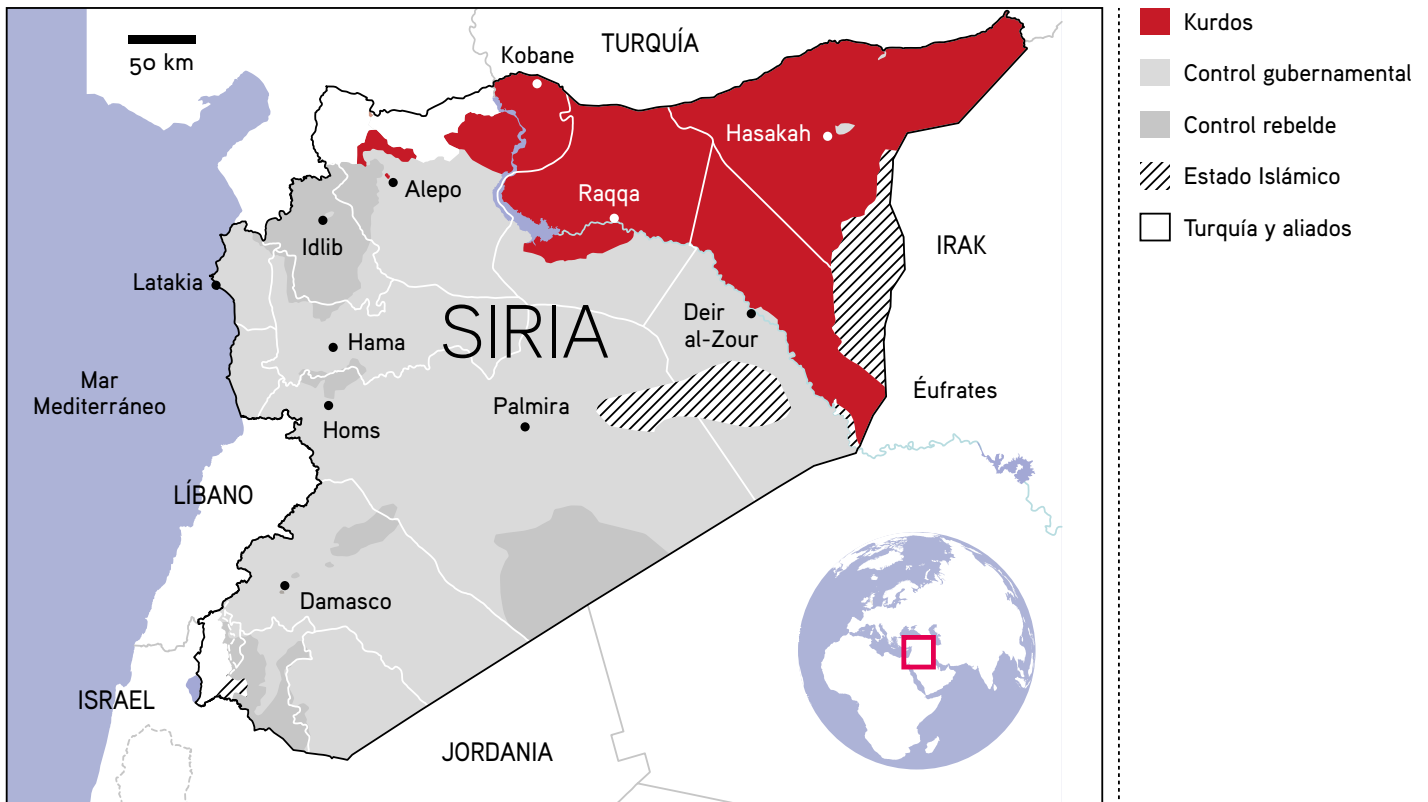 50 km
TURQUÍA
Kobane
Hasakah
Alepo
Raqqa
Idlib
IRAK
Latakia
SIRIA
Deir
al-Zour
Hama
Mar
Mediterráneo
Éufrates
Palmira
Homs
LÍBANO
Damasco
ISRAEL
JORDANIA
Kurdos
Control gubernamental
Control rebelde
Estado Islámico
Turquía y aliados